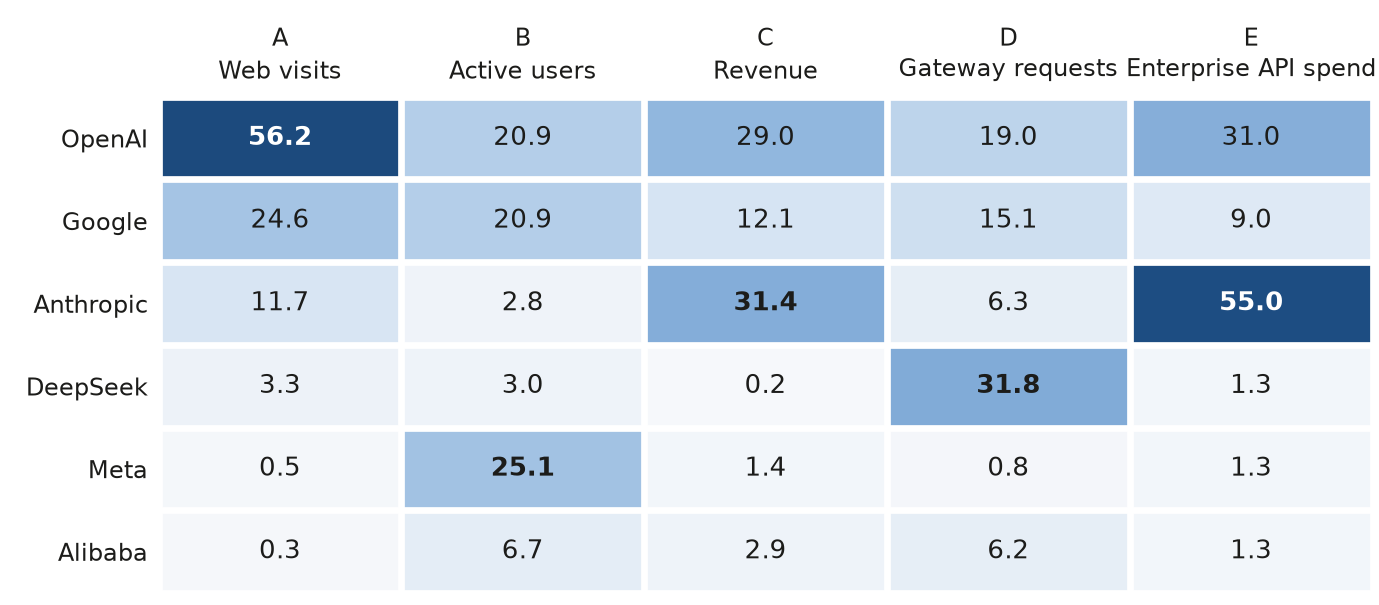 A B C D E
Web visits Active users Revenue Gateway requests Enterprise API spend
OpenAI 56.2 20.9 29.0 19.0 31.0
Google 24.6 20.9 12.1 15.1 9.0
Anthropic 11.7 2.8 31.4 6.3 55.0
DeepSeek 3.3 3.0 0.2 31.8 1.3
Meta 0.5 25.1 1.4 0.8 1.3
Alibaba 0.3 6.7 2.9 6.2 1.3